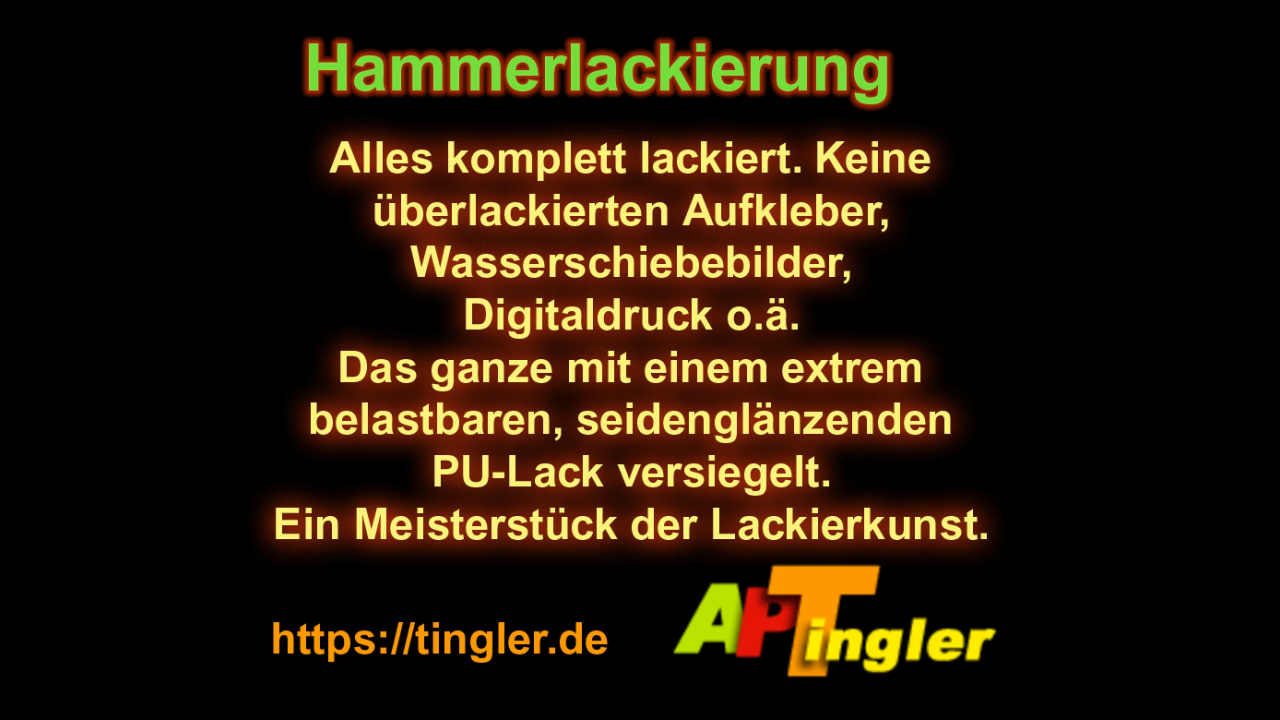 Hammerlackierung
Alles komplett lackiert. Keine
überlackierten Aufkleber,
Wasserschiebebilder,
Digitaldruck o.ä.
Das ganze mit einem extrem
belastbaren, seidenglänzenden
PU-Lack versiegelt.
Ein Meisterstück der Lackierkunst.
https://tingler.de
APTingler